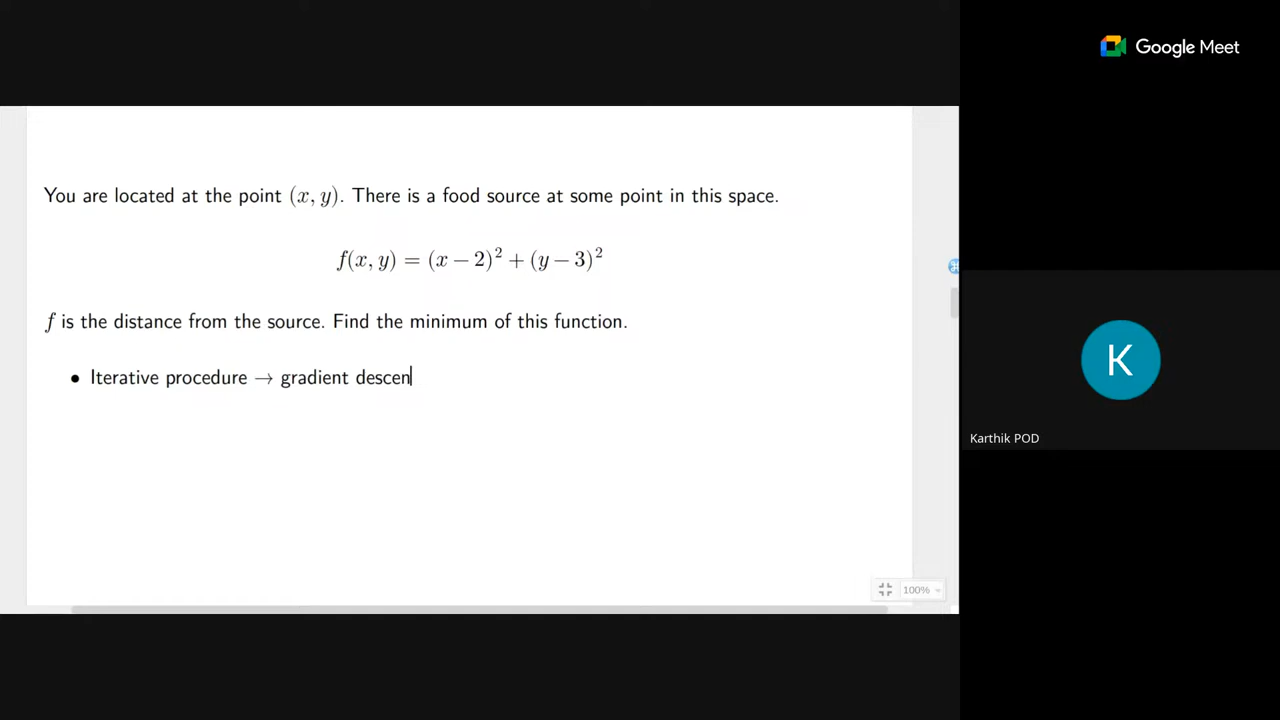 Google Meet
You are located at the point (x, y). There is a food source at some point in this space.
f(x, y) = (x − 2)² + (y − 3)²
f is the distance from the source. Find the minimum of this function.
• Iterative procedure → gradient descen
K
Karthik POD
100%